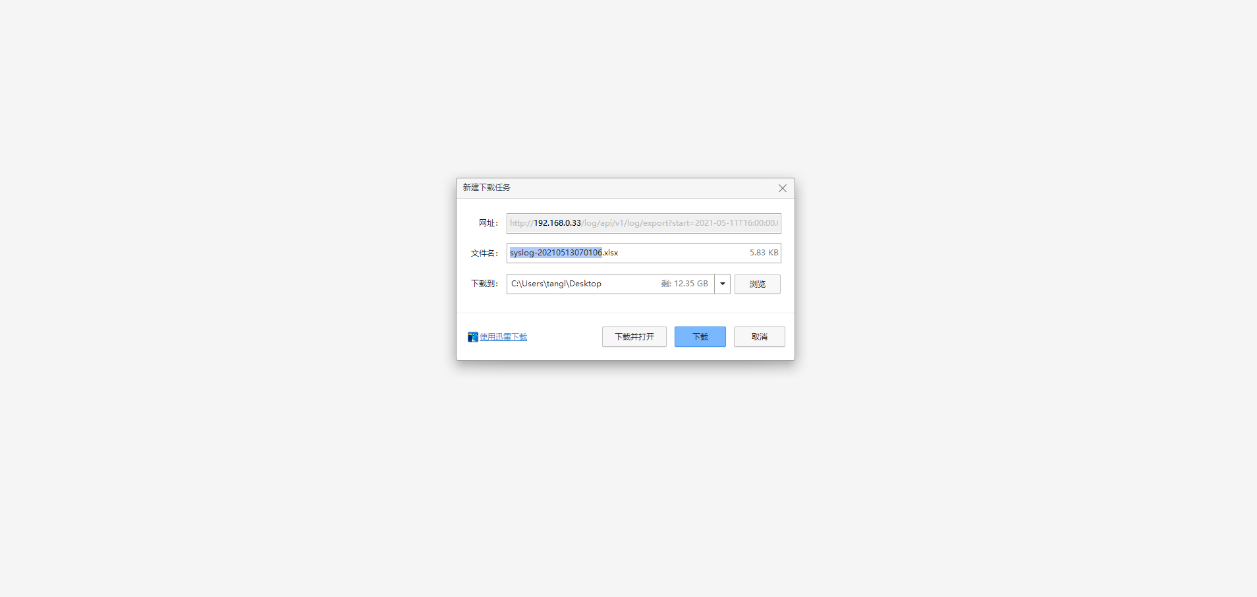 新建下载任务
网址： http://192.168.0.33/log/api/v1/log/export?start=2021-05-11T16:00:00.
文件名： syslog-20210513070106.xlsx 5.83 KB
下载到： C:\Users\tangl\Desktop 剩: 12.35 GB 浏览
使用迅雷下载 下载并打开 下载 取消